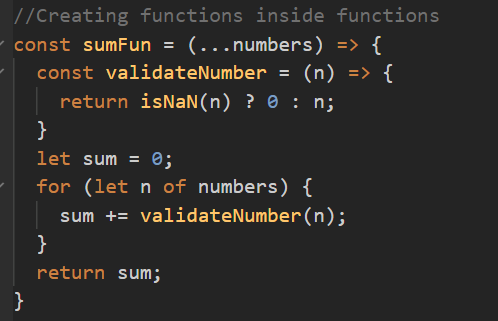 //Creating functions inside functions
const sumFun = (...numbers) => {
  const validateNumber = (n) => {
    return isNaN(n) ? 0 : n;
  }
  let sum = 0;
  for (let n of numbers) {
    sum += validateNumber(n);
  }
  return sum;
}